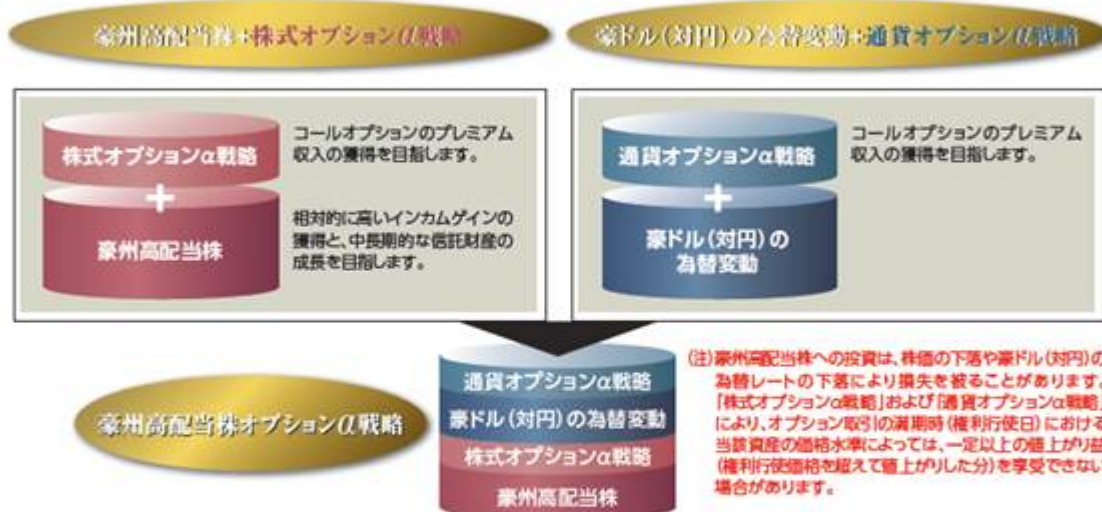 豪州高配当株+株式オプションα戦略
豪ドル(対円)の為替変動+通貨オプションα戦略
株式オプションα戦略
コールオプションのプレミアム
収入の獲得を目指します。
+
豪州高配当株
相対的に高いインカムゲインの
獲得と、中長期的な信託財産の
成長を目指します。
通貨オプションα戦略
コールオプションのプレミアム
収入の獲得を目指します。
+
豪ドル(対円)の
為替変動
豪州高配当株オプションα戦略
通貨オプションα戦略
豪ドル(対円)の為替変動
株式オプションα戦略
豪州高配当株
(注)豪州高配当株への投資は、株価の下落や豪ドル(対円)の
為替レートの下落により損失を被ることがあります。
「株式オプションα戦略」および「通貨オプションα戦略」
により、オプション取引の満期時(権利行使日)における
当該資産の価格水準によっては、一定以上の値上がり益
(権利行使価格を超えて値上がりした分)を享受できない
場合があります。